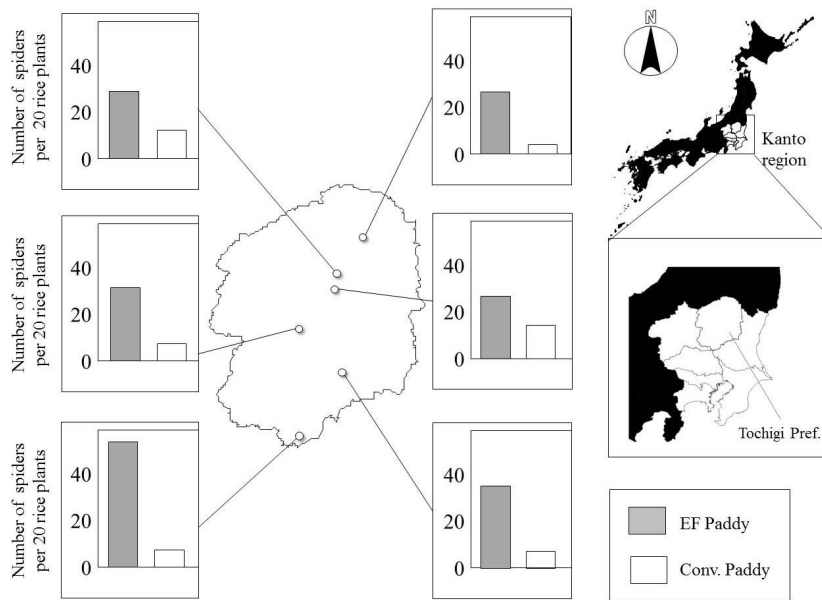 Number of spiders
per 20 rice plants
40
20
0
40
20
0
N
Kanto
region
Number of spiders
per 20 rice plants
40
20
0
40
20
0
Tochigi Pref.
Number of spiders
per 20 rice plants
40
20
0
40
20
0
EF Paddy
Conv. Paddy